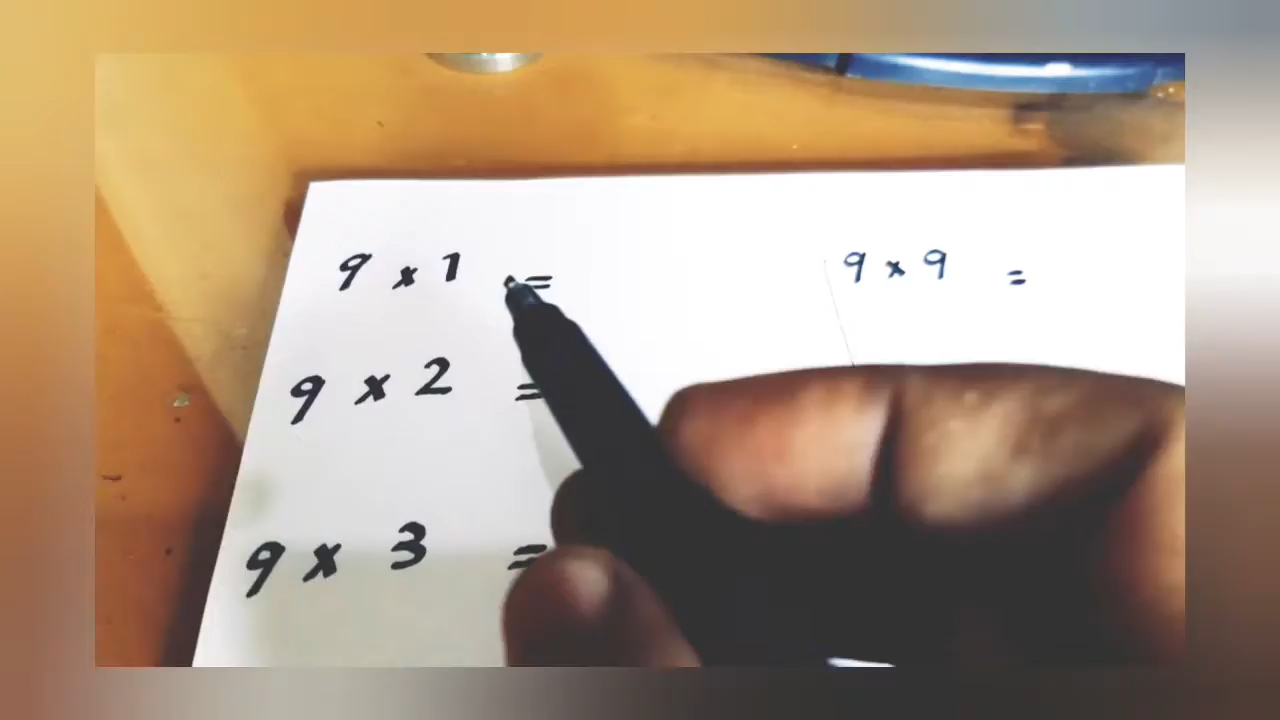 9 x 1 =
9 x 2 =
9 x 3 =
9 x 9 =